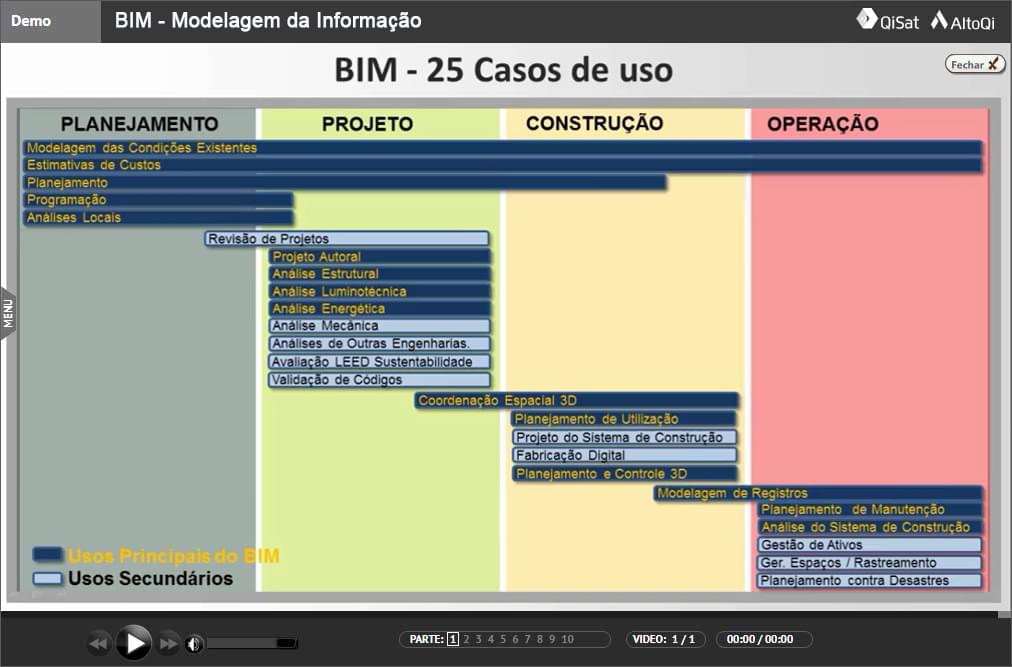 Demo
BIM - Modelagem da Informação
QiSat AltoQi
BIM - 25 Casos de uso
Fechar
PLANEJAMENTO PROJETO CONSTRUÇÃO OPERAÇÃO
Modelagem das Condições Existentes
Estimativas de Custos
Planejamento
Programação
Análises Locais
Revisão de Projetos
Projeto Autoral
Análise Estrutural
Análise Luminotécnica
Análise Energética
Análise Mecânica
Análises de Outras Engenharias.
Avaliação LEED Sustentabilidade
Validação de Códigos
Coordenação Espacial 3D
Planejamento de Utilização
Projeto do Sistema de Construção
Fabricação Digital
Planejamento e Controle 3D
Modelagem de Registros
Planejamento de Manutenção
Análise do Sistema de Construção
Gestão de Ativos
Ger. Espaços / Rastreamento
Planejamento contra Desastres
Usos Principais do BIM
Usos Secundários
MENU
PARTE: 1 2 3 4 5 6 7 8 9 10
VIDEO: 1 / 1
00:00 / 00:00